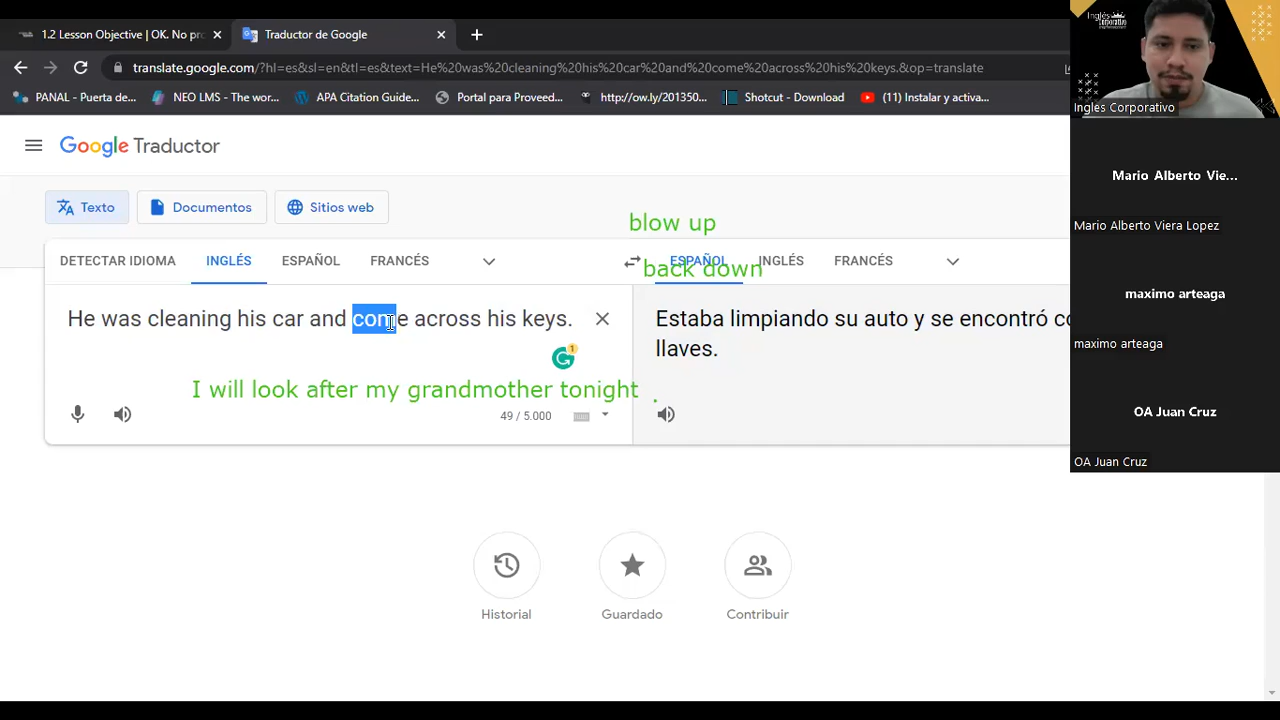 1.2 Lesson Objective | OK. No pro
Traductor de Google
translate.google.com/?hl=es&sl=en&tl=es&text=He%20was%20cleaning%20his%20car%20and%20come%20across%20his%20keys.&op=translate
PANAL - Puerta de...
NEO LMS - The wor...
APA Citation Guide...
Portal para Proveed...
http://ow.ly/201350...
Shotcut - Download
(11) Instalar y activa...
Google Traductor
Texto
Documentos
Sitios web
blow up
DETECTAR IDIOMA
INGLÉS
ESPAÑOL
FRANCÉS
ESPAÑOL
INGLÉS
FRANCÉS
back down
He was cleaning his car and come across his keys.
Estaba limpiando su auto y se encontró co
llaves.
I will look after my grandmother tonight .
49 / 5.000
Historial
Guardado
Contribuir
Inglés
Corporativo
Ingles Corporativo
Mario Alberto Vie...
Mario Alberto Viera Lopez
maximo arteaga
maximo arteaga
OA Juan Cruz
OA Juan Cruz